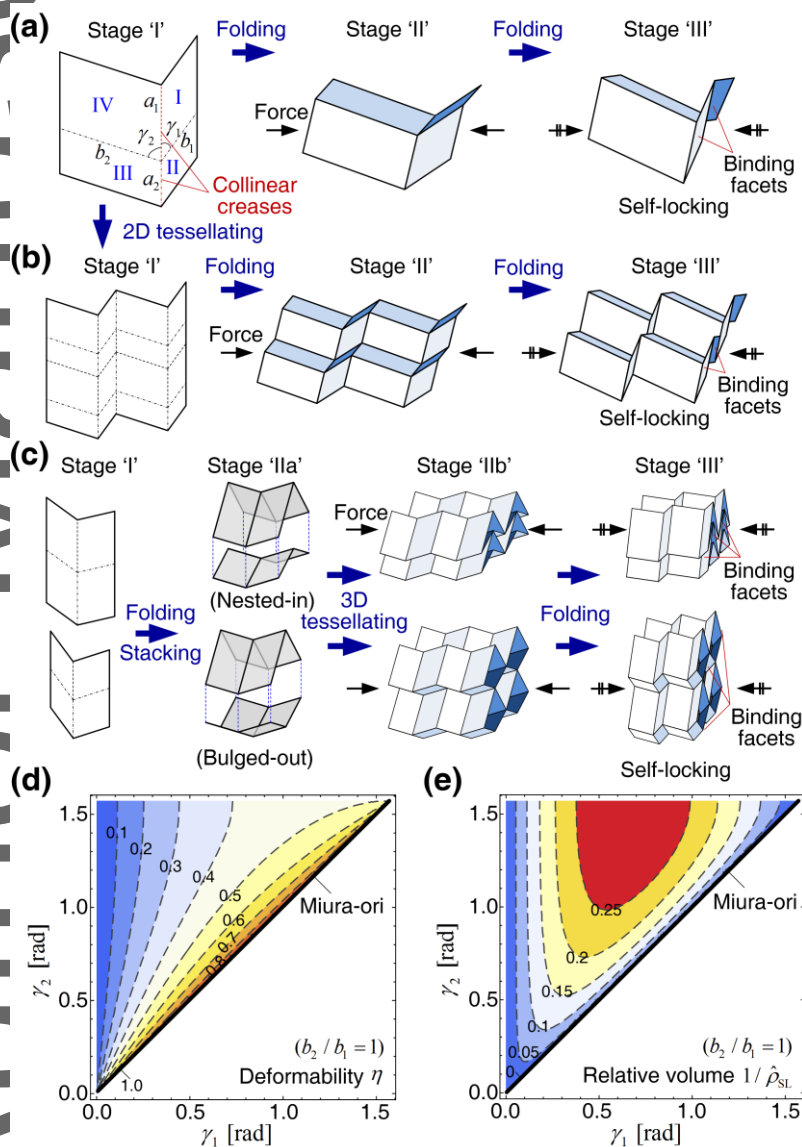 (a)
Stage 'I'
Folding
Stage 'II'
Folding
Stage 'III'
IV
I
a₁
γ₂
γ₁
b₁
b₂
III
II
a₂
Collinear
creases
Force
Binding
facets
Self-locking
2D tessellating
(b)
Stage 'I'
Folding
Stage 'II'
Folding
Stage 'III'
Force
Binding
facets
Self-locking
(c)
Stage 'I'
Stage 'IIa'
Stage 'IIb'
Stage 'III'
Force
(Nested-in)
Binding
facets
Folding
Stacking
3D
tessellating
Folding
(Bulged-out)
Binding
facets
Self-locking
(d)
1.5
1.0
0.5
0.0
γ₂ [rad]
0.1
0.2
0.3
0.4
0.5
0.6
0.7
0.8
1.0
Miura-ori
(b₂ / b₁ = 1)
Deformability η
0.0
0.5
1.0
1.5
γ₁ [rad]
(e)
1.5
1.0
0.5
0.0
γ₂ [rad]
0.25
0.2
0.15
0.1
0.05
0.
Miura-ori
(b₂ / b₁ = 1)
Relative volume 1 / ρ̂_SL
0.0
0.5
1.0
1.5
γ₁ [rad]